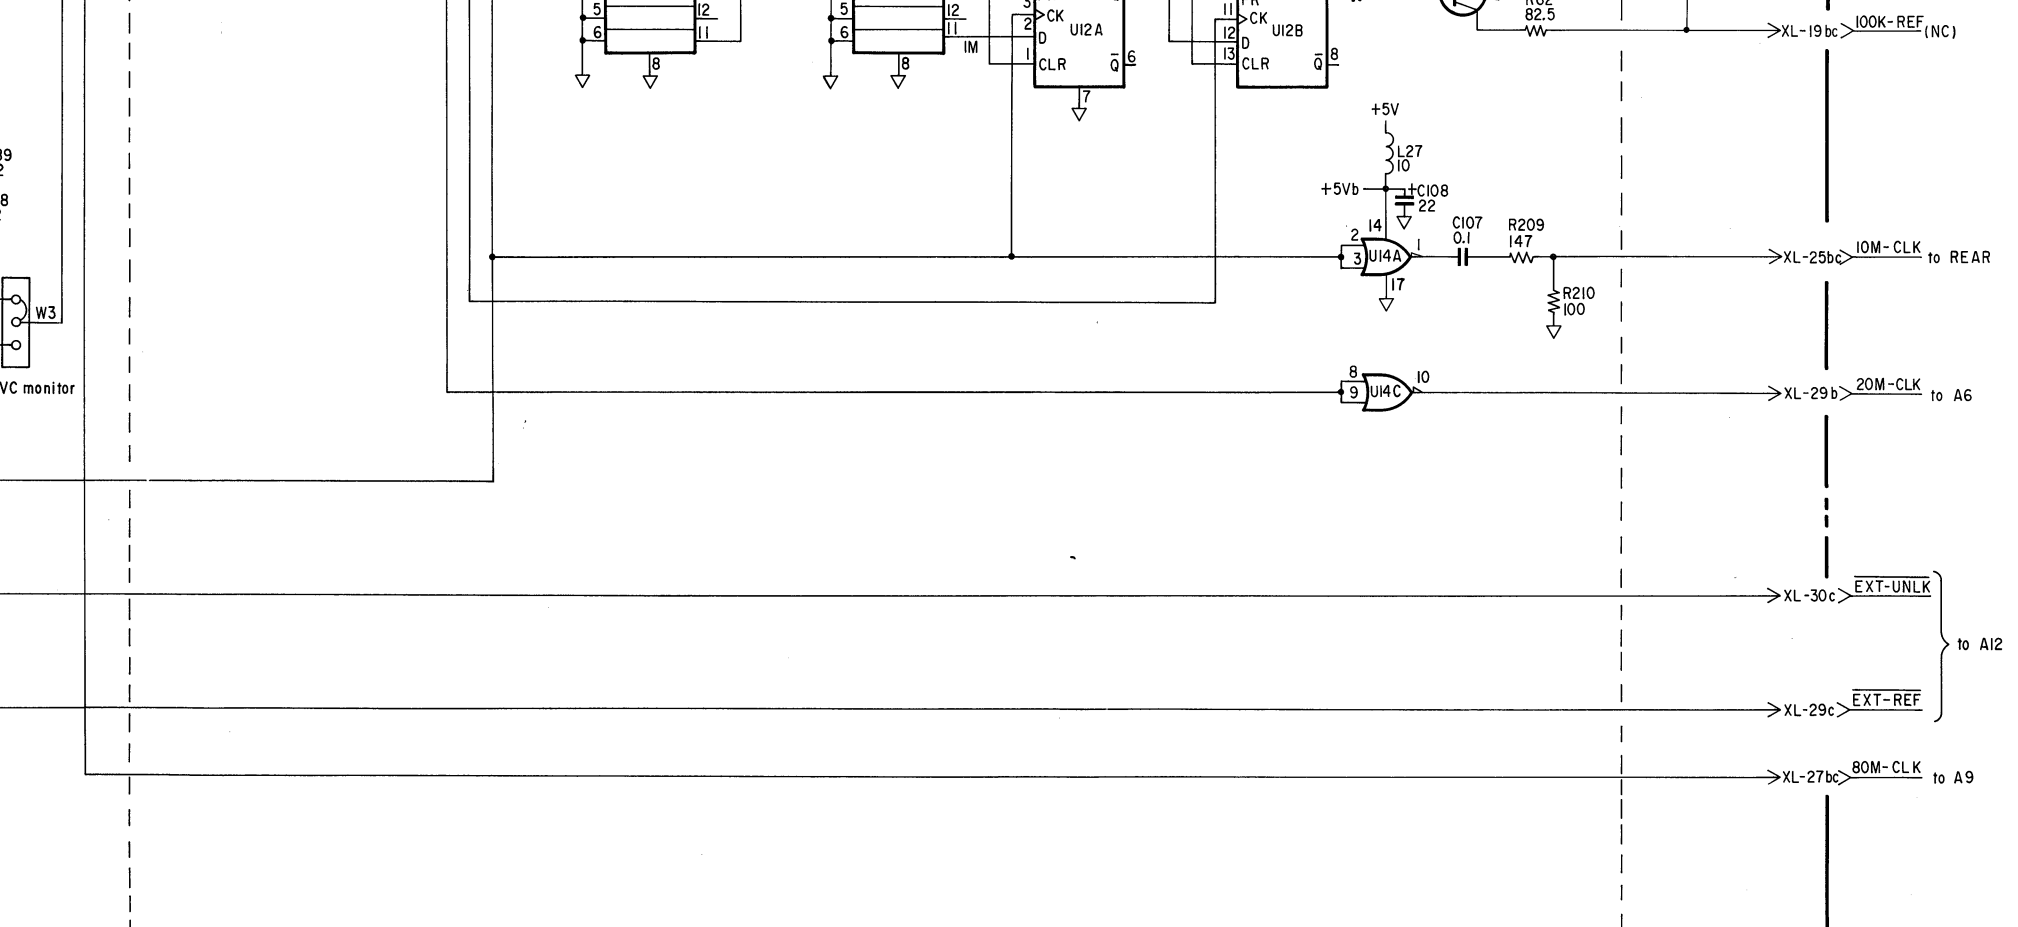 5 12
6 11
8
5 12
6 11
1M
8
3 CK
2 D
U12A
1 CLR Q 6
7
11 CK
U12B
12 D
13 CLR Q 8
82.5
XL-19bc 100K-REF (NC)
+5V
L27
10
+5Vb
+C108
22
14
2
3
U14A
1
17
C107
0.1
R209
147
R210
100
XL-25bc 10M-CLK to REAR
W3
VC monitor
8
9
U14C
10
XL-29b 20M-CLK to A6
XL-30c EXT-UNLK
to A12
XL-29c EXT-REF
XL-27bc 80M-CLK to A9